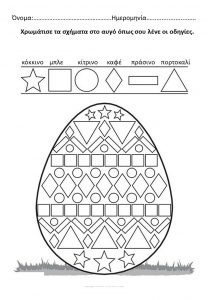 Όνομα:..............................Ημερομηνία......................
Χρωμάτισε τα σχήματα στο αυγό όπως σου λένε οι οδηγίες.
κόκκινο μπλε κίτρινο καφέ πράσινο πορτοκαλί